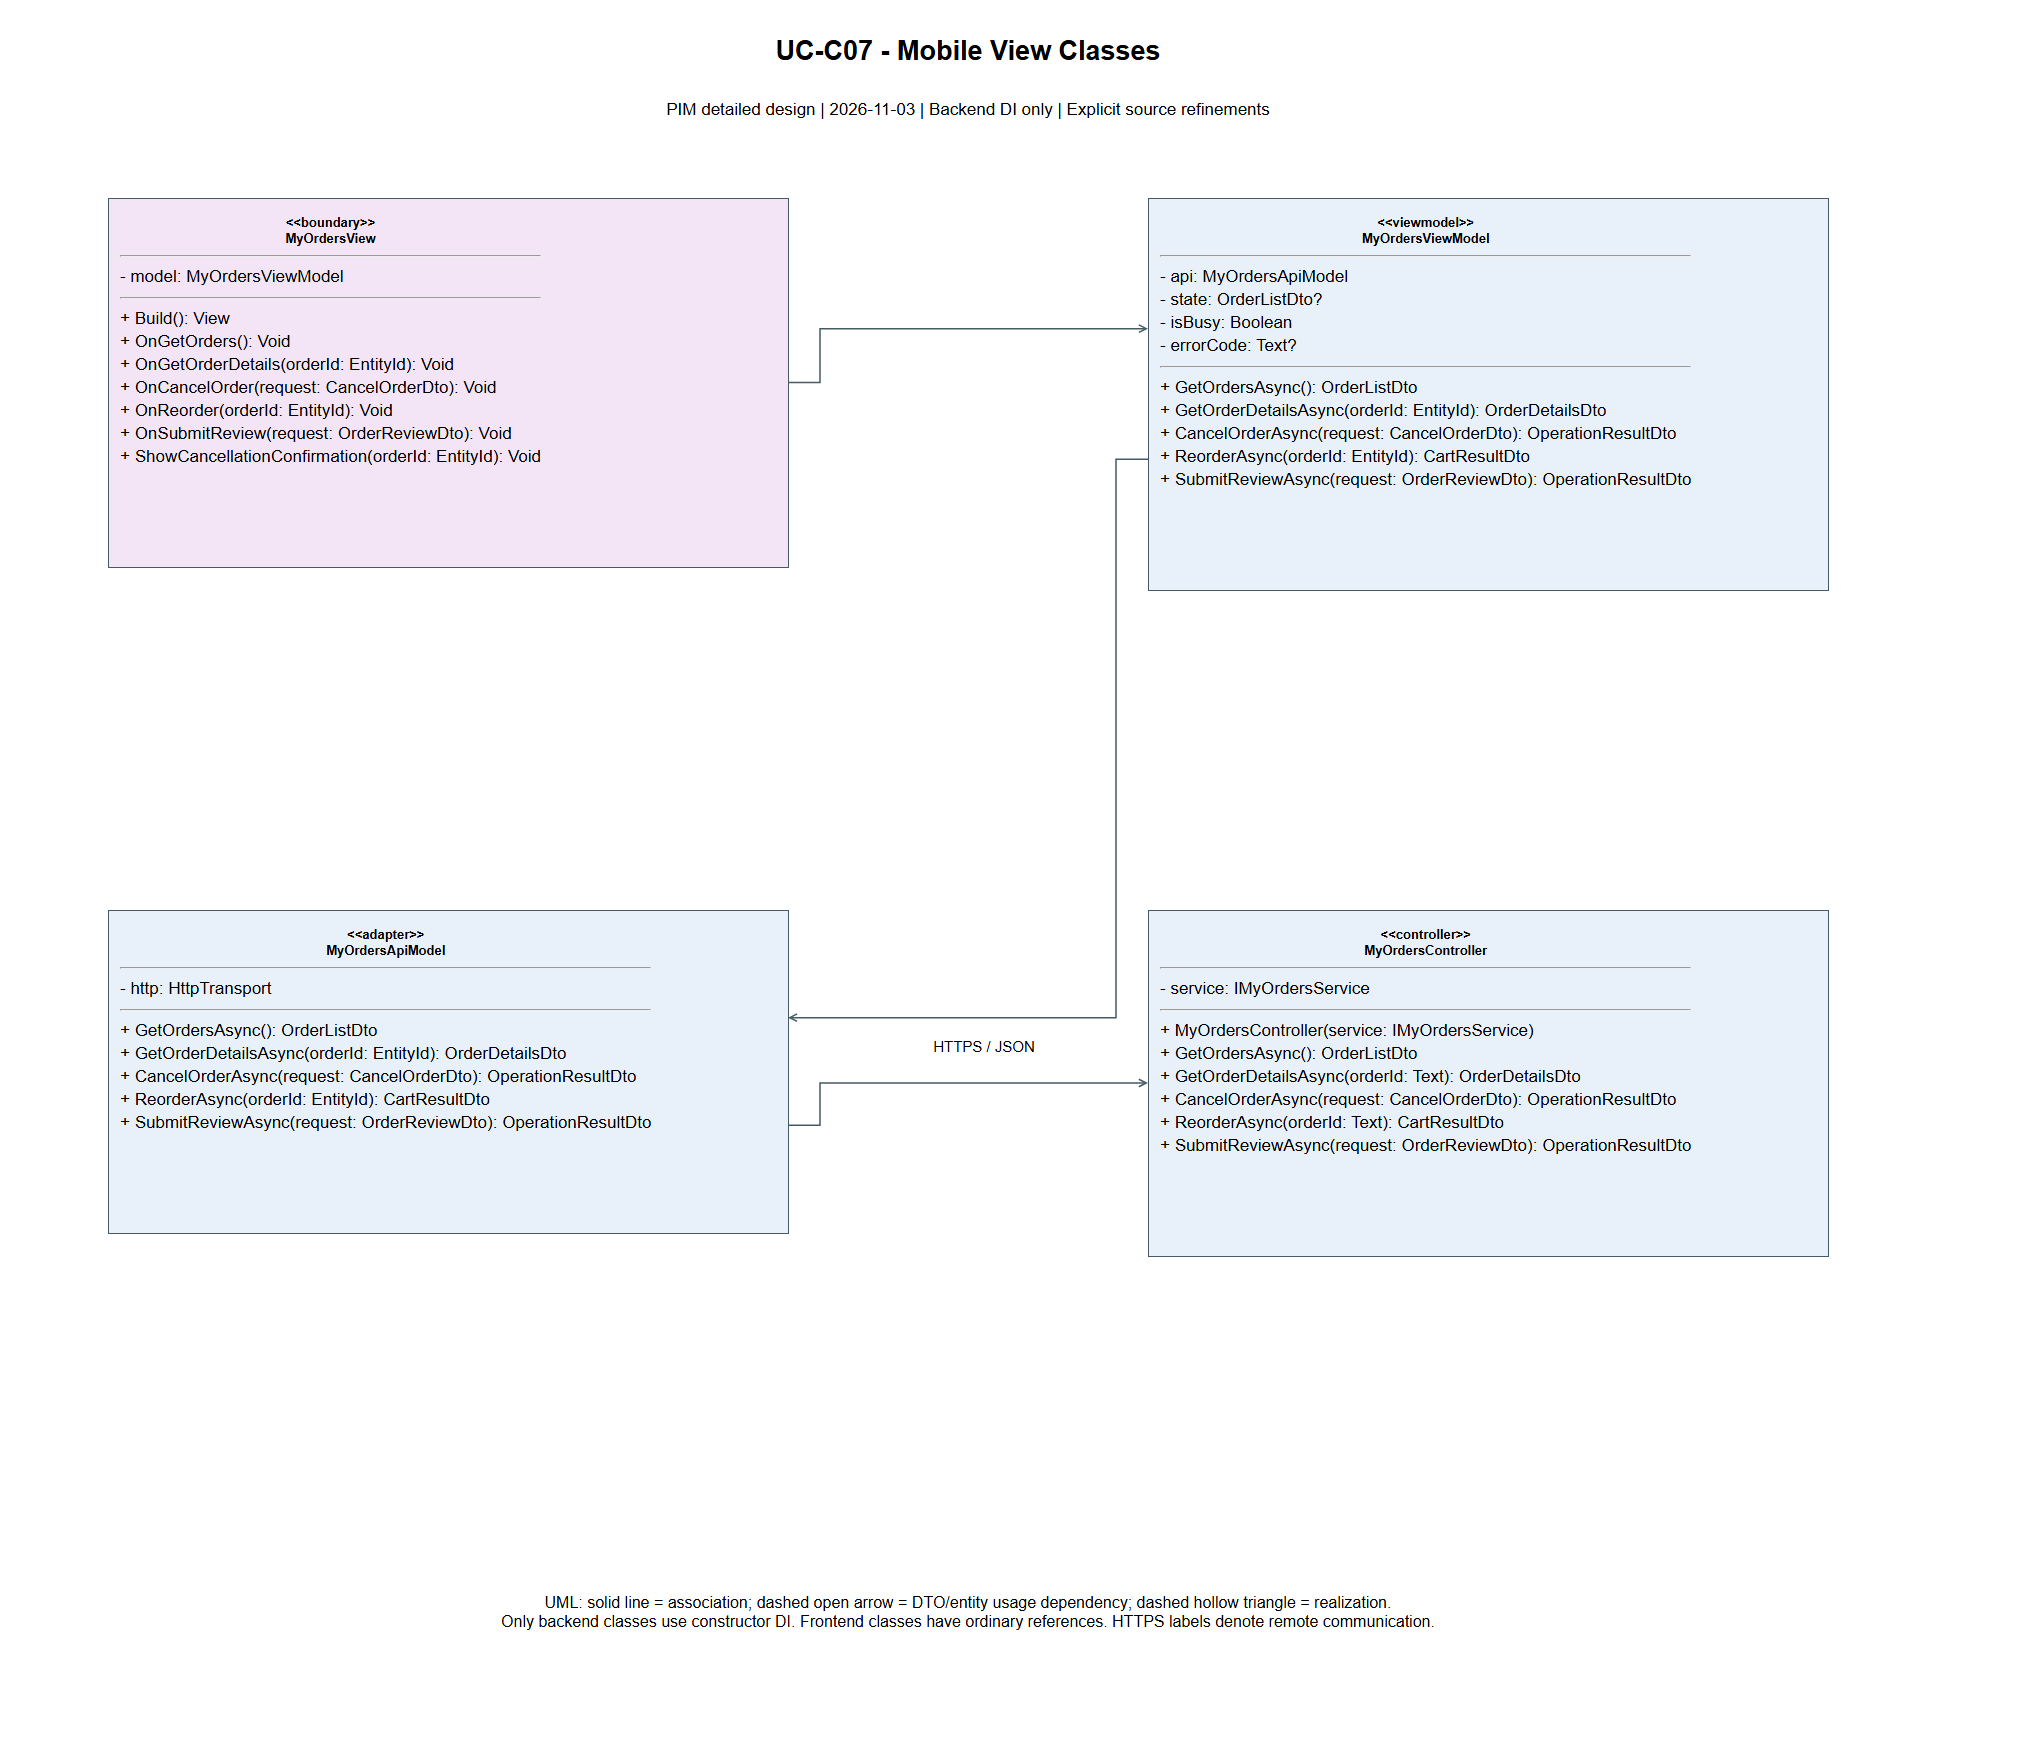 UC-C07 - Mobile View Classes
PIM detailed design | 2026-11-03 | Backend DI only | Explicit source refinements
<<boundary>>
MyOrdersView
- model: MyOrdersViewModel
+ Build(): View
+ OnGetOrders(): Void
+ OnGetOrderDetails(orderId: EntityId): Void
+ OnCancelOrder(request: CancelOrderDto): Void
+ OnReorder(orderId: EntityId): Void
+ OnSubmitReview(request: OrderReviewDto): Void
+ ShowCancellationConfirmation(orderId: EntityId): Void
<<viewmodel>>
MyOrdersViewModel
- api: MyOrdersApiModel
- state: OrderListDto?
- isBusy: Boolean
- errorCode: Text?
+ GetOrdersAsync(): OrderListDto
+ GetOrderDetailsAsync(orderId: EntityId): OrderDetailsDto
+ CancelOrderAsync(request: CancelOrderDto): OperationResultDto
+ ReorderAsync(orderId: EntityId): CartResultDto
+ SubmitReviewAsync(request: OrderReviewDto): OperationResultDto
<<adapter>>
MyOrdersApiModel
- http: HttpTransport
+ GetOrdersAsync(): OrderListDto
+ GetOrderDetailsAsync(orderId: EntityId): OrderDetailsDto
+ CancelOrderAsync(request: CancelOrderDto): OperationResultDto
+ ReorderAsync(orderId: EntityId): CartResultDto
+ SubmitReviewAsync(request: OrderReviewDto): OperationResultDto
HTTPS / JSON
<<controller>>
MyOrdersController
- service: IMyOrdersService
+ MyOrdersController(service: IMyOrdersService)
+ GetOrdersAsync(): OrderListDto
+ GetOrderDetailsAsync(orderId: Text): OrderDetailsDto
+ CancelOrderAsync(request: CancelOrderDto): OperationResultDto
+ ReorderAsync(orderId: Text): CartResultDto
+ SubmitReviewAsync(request: OrderReviewDto): OperationResultDto
UML: solid line = association; dashed open arrow = DTO/entity usage dependency; dashed hollow triangle = realization.
Only backend classes use constructor DI. Frontend classes have ordinary references. HTTPS labels denote remote communication.